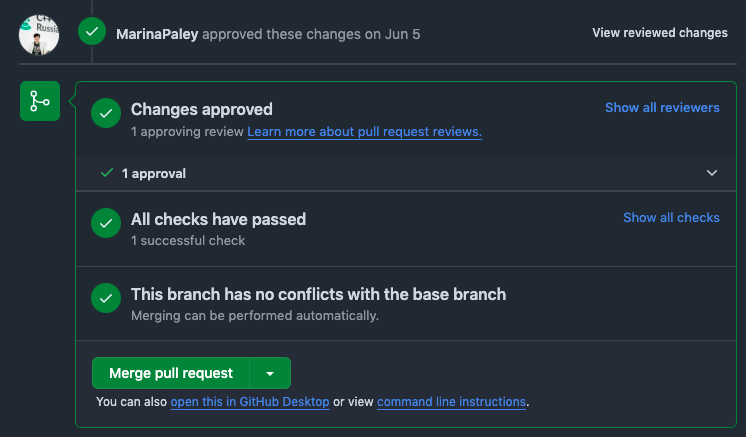 C++
Russia
MarinaPaley approved these changes on Jun 5
View reviewed changes
Changes approved
Show all reviewers
1 approving review Learn more about pull request reviews.
1 approval
All checks have passed
Show all checks
1 successful check
This branch has no conflicts with the base branch
Merging can be performed automatically.
Merge pull request
You can also open this in GitHub Desktop or view command line instructions.